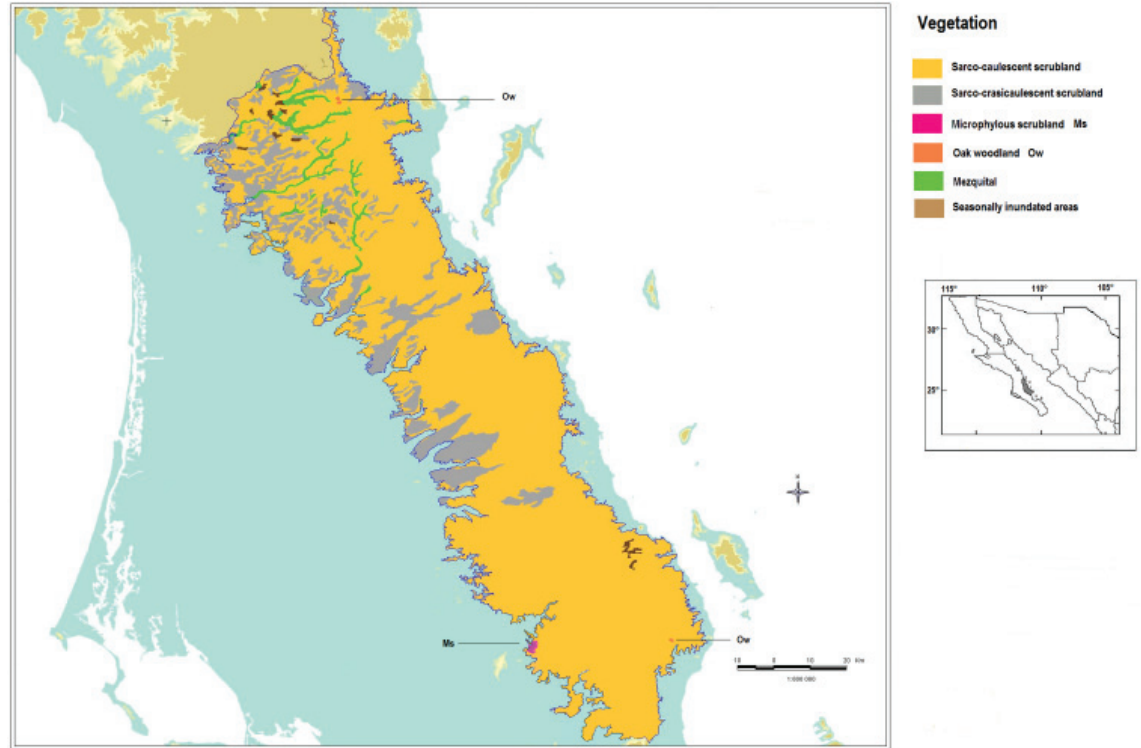 Vegetation
Sarco-caulescent scrubland
Sarco-crasicaulescent scrubland
Microphylous scrubland Ms
Oak woodland Ow
Mezquital
Seasonally inundated areas
Ow
115° 110° 105°
30°
25°
Ms
Ow
10 0 10 20 Km